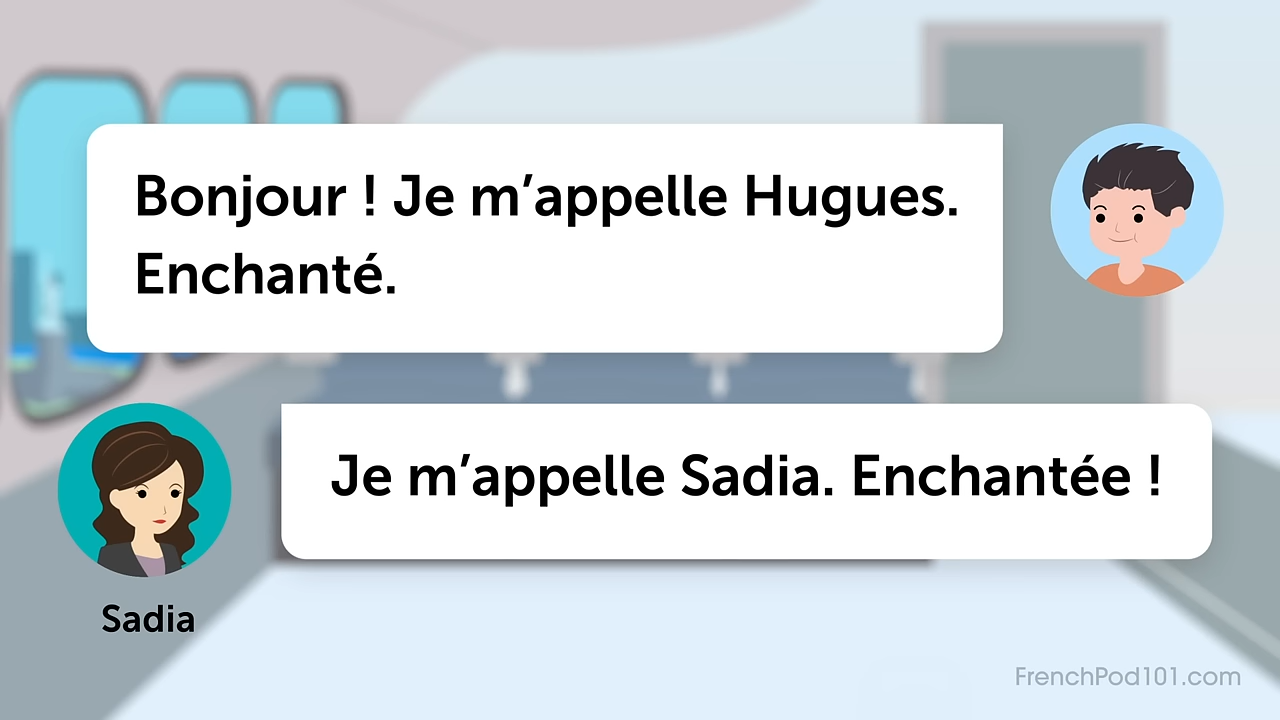 Bonjour ! Je m’appelle Hugues.
Enchanté.
Je m’appelle Sadia. Enchantée !
Sadia
FrenchPod101.com